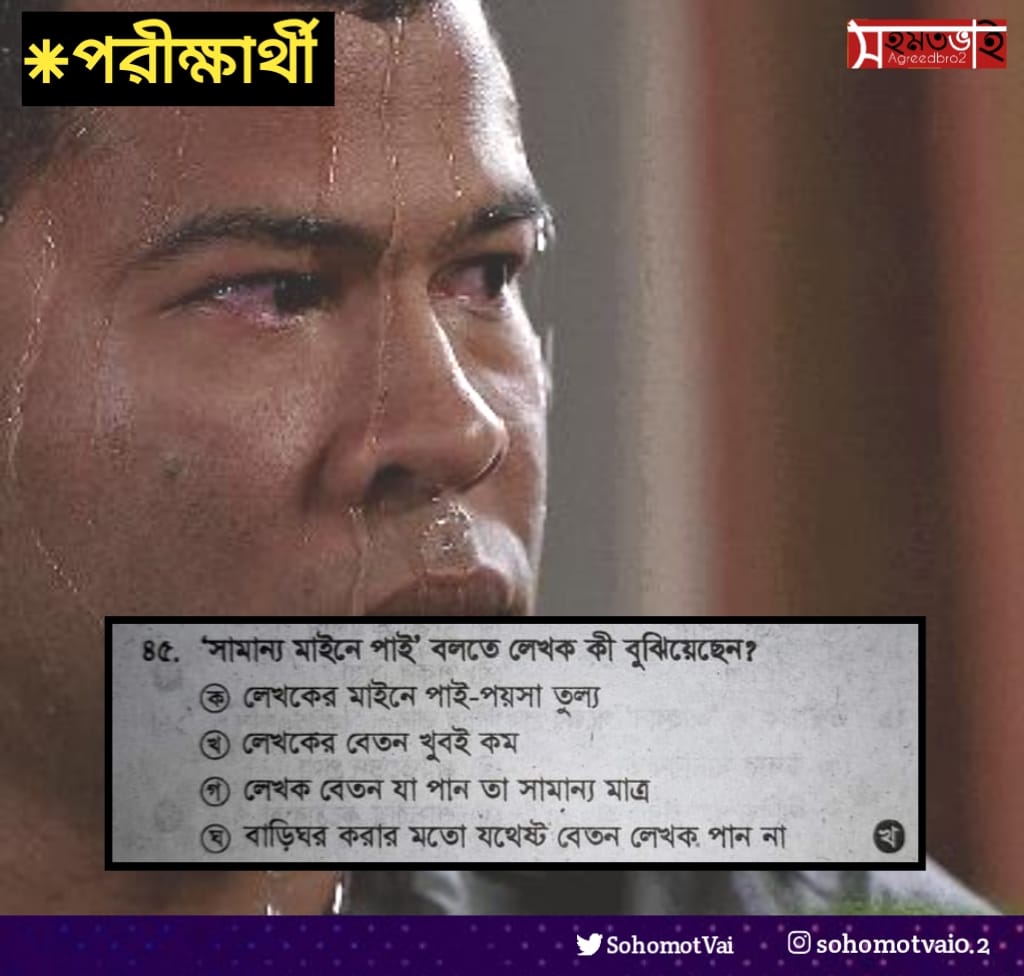 *পরীক্ষার্থী
সহমতভাই
Agreedbro2
৪৫. ‘সামান্য মাইনে পাই’ বলতে লেখক কী বুঝিয়েছেন?
ক লেখকের মাইনে পাই-পয়সা তুল্য
খ লেখকের বেতন খুবই কম
গ লেখক বেতন যা পান তা সামান্য মাত্র
ঘ বাড়িঘর করার মতো যথেষ্ট বেতন লেখক পান না খ
SohomotVai sohomotvai0.2